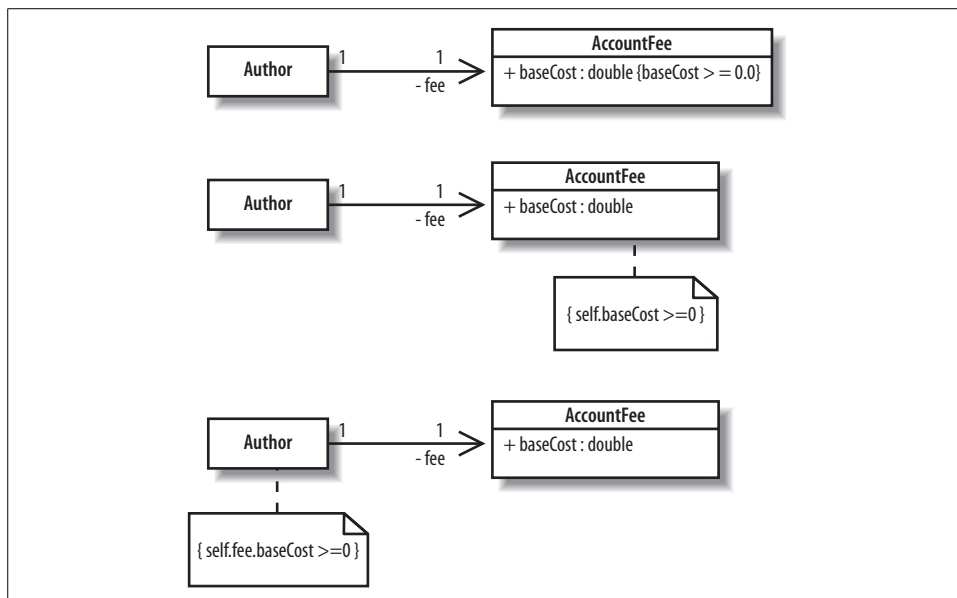 AccountFee
Author 1 1 + baseCost : double {baseCost > = 0.0}
- fee
AccountFee
Author 1 1 + baseCost : double
- fee
{ self.baseCost >=0 }
AccountFee
Author 1 1 + baseCost : double
- fee
{ self.fee.baseCost >=0 }